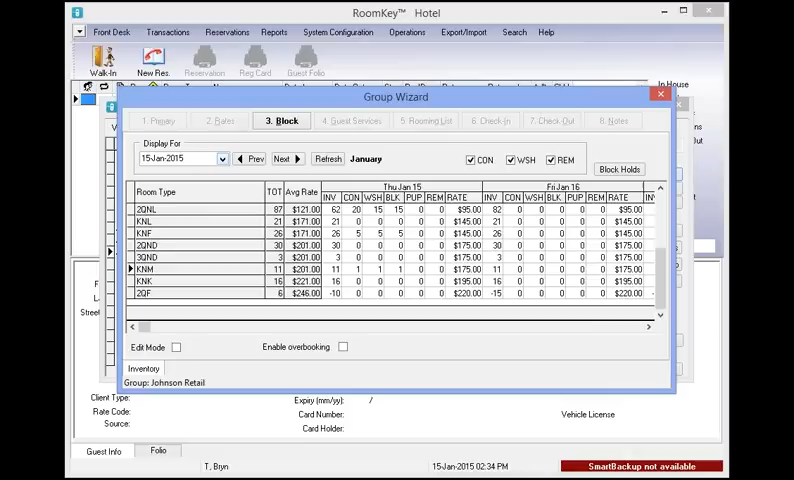 RoomKey™ Hotel
Front Desk Transactions Reservations Reports System Configuration Operations Export/Import Search Help
Walk-In New Res. Reservation Reg Card Guest Folio
In House
Group Wizard
1. Primary 2. Rates 3. Block 4. Guest Services 5. Rooming List 6. Check-In 7. Check-Out 8. Notes
Display For
15-Jan-2015 Prev Next Refresh January CON WSH REM
Block Holds
Thu Jan 15 Fri Jan 16
Room Type TOT Avg Rate INV CON WSH BLK PUP REM RATE INV CON WSH BLK PUP REM RATE
2QNL 87 $121.00 62 20 15 15 0 0 $95.00 82 0 0 0 0 0 $95.00
KNL 21 $171.00 21 0 0 0 0 0 $145.00 21 0 0 0 0 0 $145.00
KNF 26 $171.00 26 5 5 5 0 0 $145.00 26 0 0 0 0 0 $145.00
2QND 30 $201.00 30 0 0 0 0 0 $175.00 30 0 0 0 0 0 $175.00
3QND 3 $201.00 3 0 0 0 0 0 $175.00 3 0 0 0 0 0 $175.00
KNM 11 $201.00 11 1 1 1 0 0 $175.00 11 0 0 0 0 0 $175.00
KNK 16 $221.00 16 0 0 0 0 0 $195.00 16 0 0 0 0 0 $195.00
2QF 6 $246.00 -10 0 0 0 0 0 $220.00 -15 0 0 0 0 0 $220.00
Edit Mode Enable overbooking
Inventory
Group: Johnson Retail
Client Type:
Rate Code:
Source:
Expiry (mm/yy): /
Card Number:
Card Holder:
Vehicle License
Guest Info Folio
T, Bryn 15-Jan-2015 02:34 PM SmartBackup not available